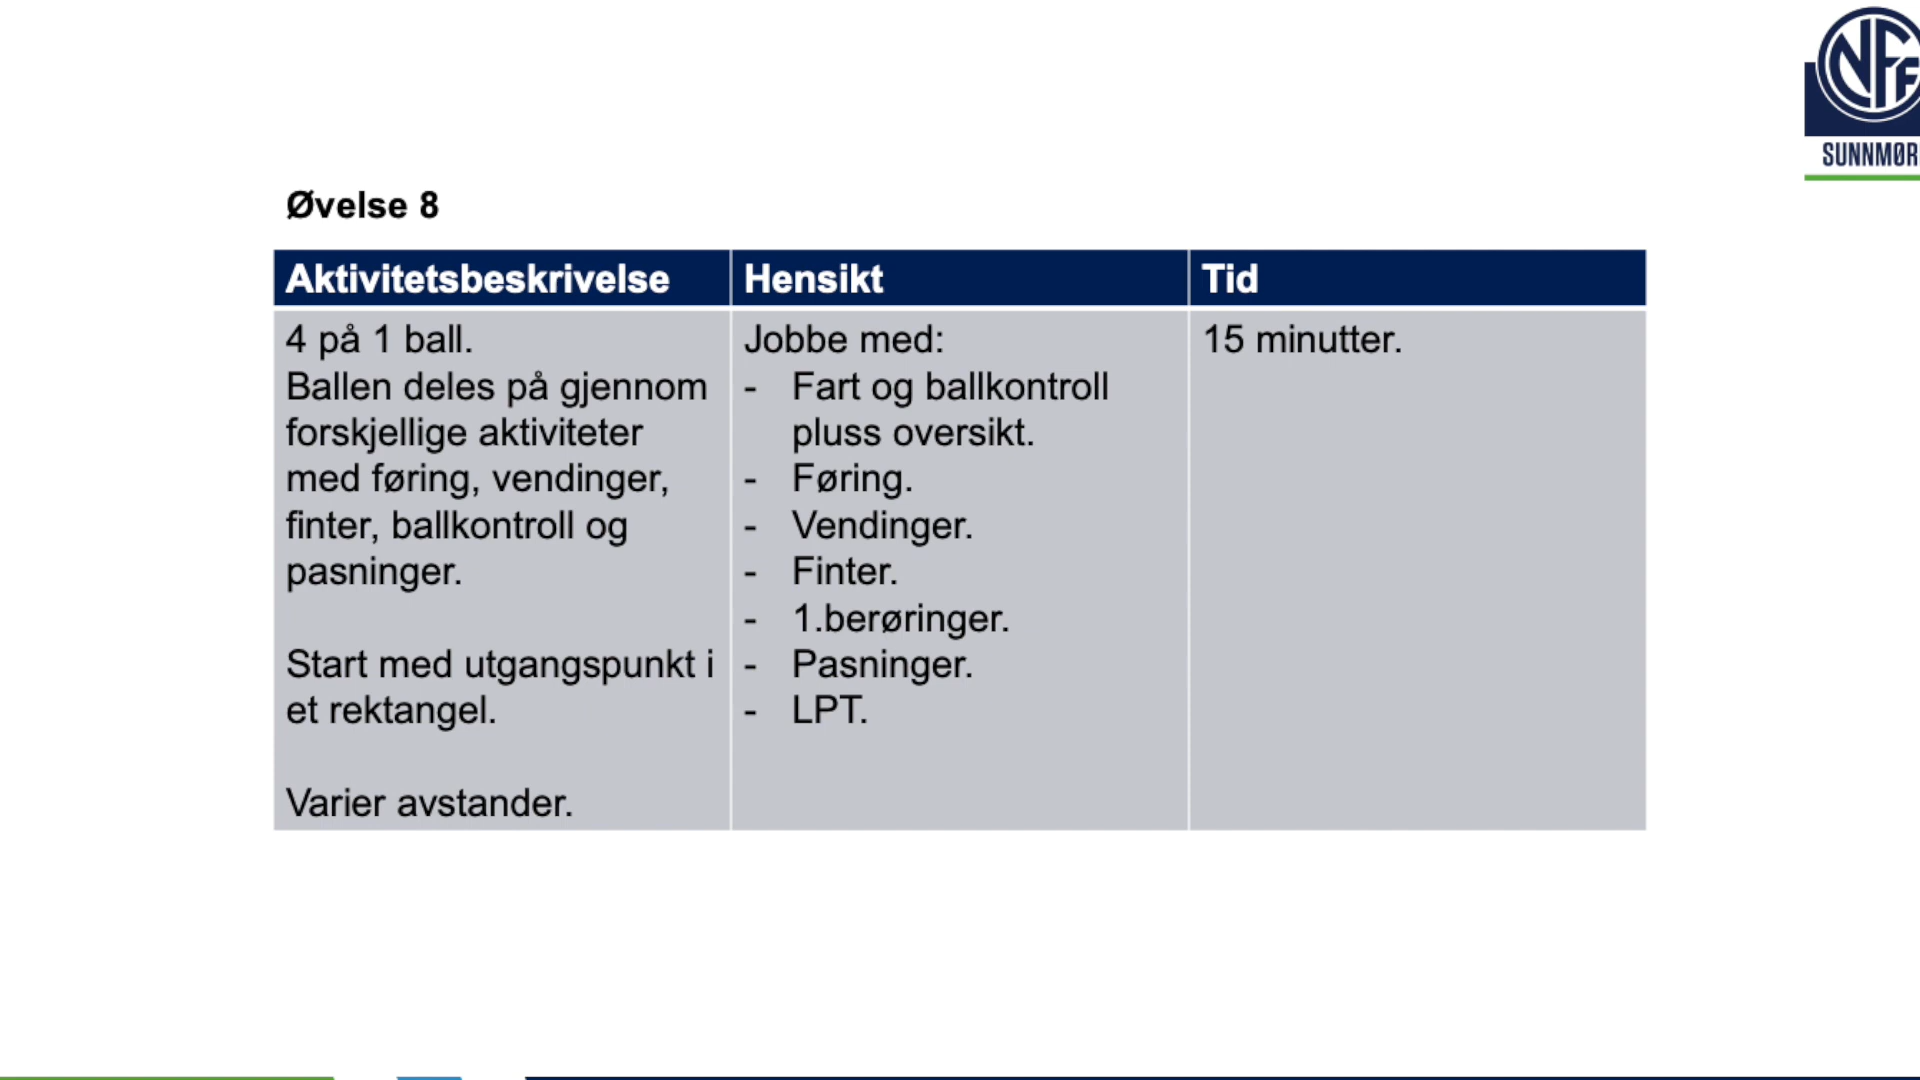 NFF
SUNNMØR
Øvelse 8
Aktivitetsbeskrivelse
Hensikt
Tid
4 på 1 ball.
Ballen deles på gjennom
forskjellige aktiviteter
med føring, vendinger,
finter, ballkontroll og
pasninger.
Start med utgangspunkt i
et rektangel.
Varier avstander.
Jobbe med:
- Fart og ballkontroll
pluss oversikt.
- Føring.
- Vendinger.
- Finter.
- 1.berøringer.
- Pasninger.
- LPT.
15 minutter.